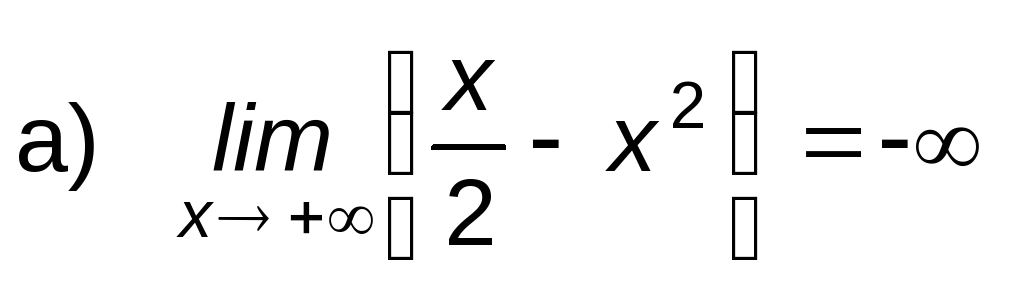 a) lim x→ +∞ (x/2 - x²) = -∞